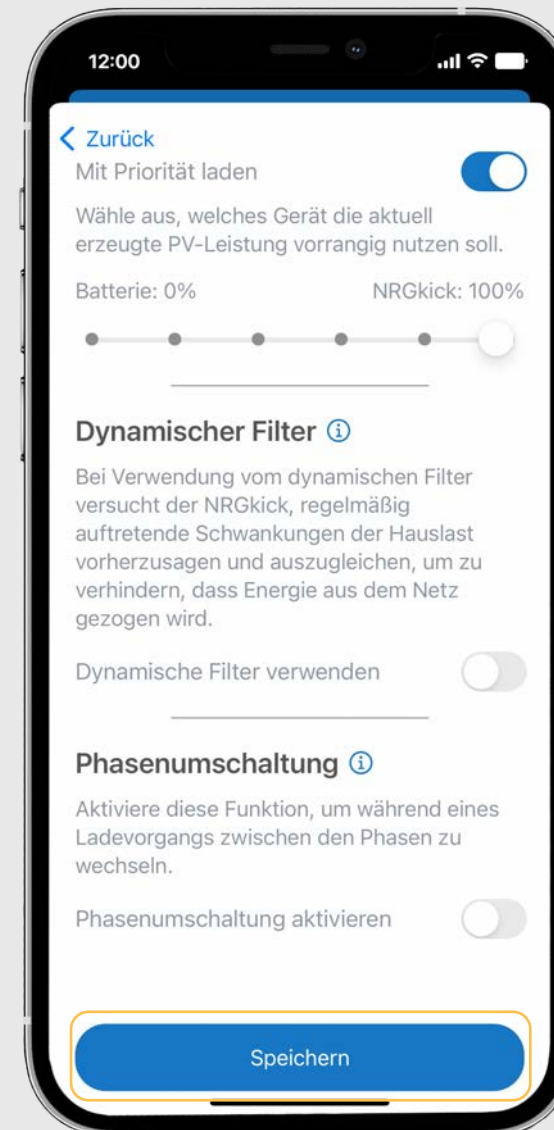 12:00
Zurück
Mit Priorität laden
Wähle aus, welches Gerät die aktuell
erzeugte PV-Leistung vorrangig nutzen soll.
Batterie: 0% NRGkick: 100%
Dynamischer Filter
Bei Verwendung vom dynamischen Filter
versucht der NRGkick, regelmäßig
auftretende Schwankungen der Hauslast
vorherzusagen und auszugleichen, um zu
verhindern, dass Energie aus dem Netz
gezogen wird.
Dynamische Filter verwenden
Phasenumschaltung
Aktiviere diese Funktion, um während eines
Ladevorgangs zwischen den Phasen zu
wechseln.
Phasenumschaltung aktivieren
Speichern